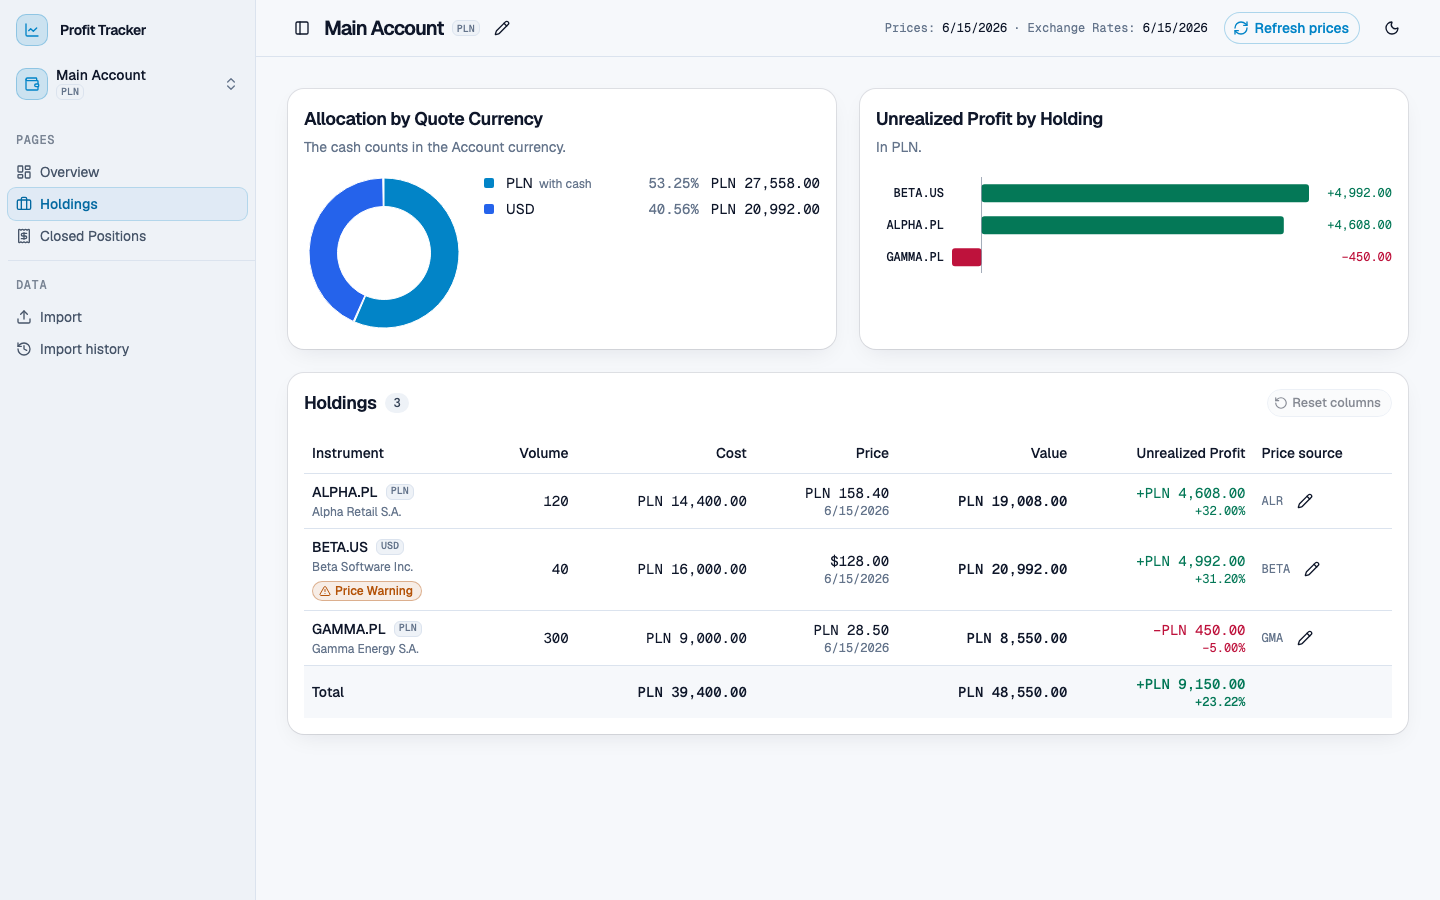 Profit Tracker
Main Account
PLN
PAGES
Overview
Holdings
Closed Positions
DATA
Import
Import history
Main Account PLN
Prices: 6/15/2026 · Exchange Rates: 6/15/2026
Refresh prices
Allocation by Quote Currency
The cash counts in the Account currency.
PLN with cash 53.25% PLN 27,558.00
USD 40.56% PLN 20,992.00
Unrealized Profit by Holding
In PLN.
BETA.US +4,992.00
ALPHA.PL +4,608.00
GAMMA.PL −450.00
Holdings 3
Reset columns
Instrument Volume Cost Price Value Unrealized Profit Price source
ALPHA.PL PLN 120 PLN 14,400.00 PLN 158.40 PLN 19,008.00 +PLN 4,608.00 ALR
Alpha Retail S.A. 6/15/2026 +32.00%
BETA.US USD 40 PLN 16,000.00 $128.00 PLN 20,992.00 +PLN 4,992.00 BETA
Beta Software Inc. 6/15/2026 +31.20%
Price Warning
GAMMA.PL PLN 300 PLN 9,000.00 PLN 28.50 PLN 8,550.00 −PLN 450.00 GMA
Gamma Energy S.A. 6/15/2026 −5.00%
Total PLN 39,400.00 PLN 48,550.00 +PLN 9,150.00
+23.22%